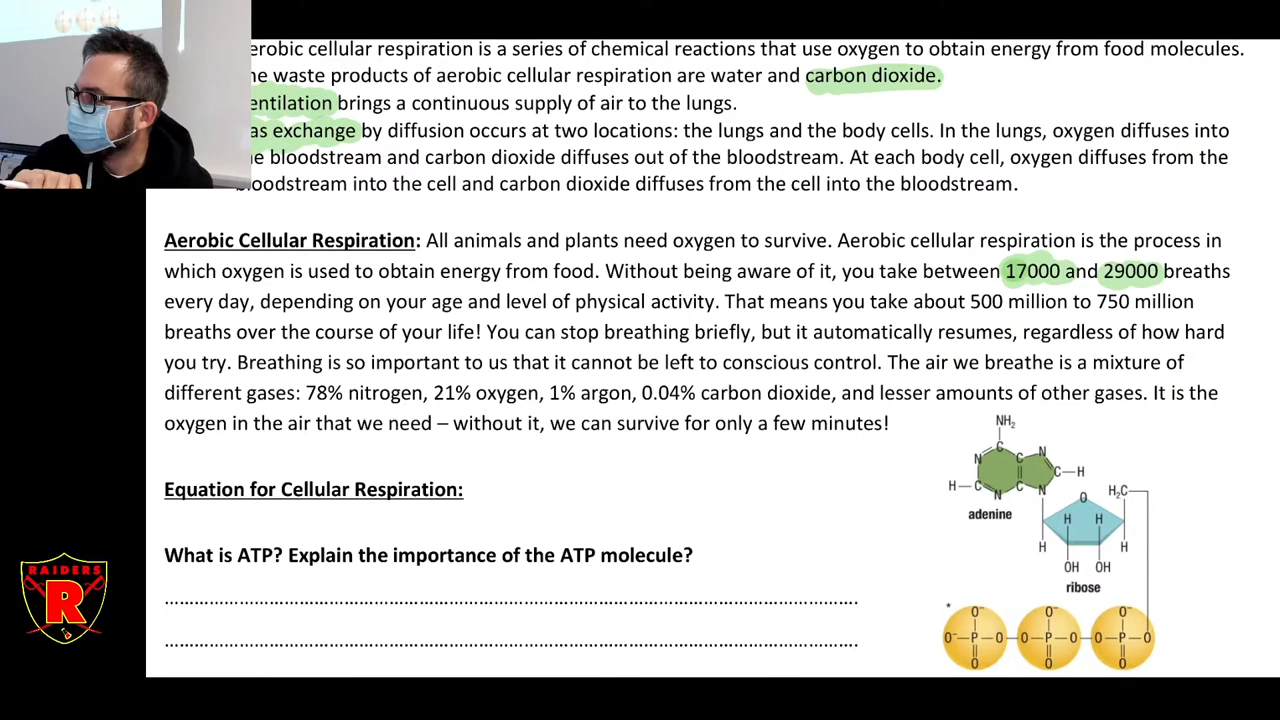 erobic cellular respiration is a series of chemical reactions that use oxygen to obtain energy from food molecules.
he waste products of aerobic cellular respiration are water and carbon dioxide.
entilation brings a continuous supply of air to the lungs.
as exchange by diffusion occurs at two locations: the lungs and the body cells. In the lungs, oxygen diffuses into
e bloodstream and carbon dioxide diffuses out of the bloodstream. At each body cell, oxygen diffuses from the
bloodstream into the cell and carbon dioxide diffuses from the cell into the bloodstream.
Aerobic Cellular Respiration: All animals and plants need oxygen to survive. Aerobic cellular respiration is the process in
which oxygen is used to obtain energy from food. Without being aware of it, you take between 17000 and 29000 breaths
every day, depending on your age and level of physical activity. That means you take about 500 million to 750 million
breaths over the course of your life! You can stop breathing briefly, but it automatically resumes, regardless of how hard
you try. Breathing is so important to us that it cannot be left to conscious control. The air we breathe is a mixture of
different gases: 78% nitrogen, 21% oxygen, 1% argon, 0.04% carbon dioxide, and lesser amounts of other gases. It is the
oxygen in the air that we need – without it, we can survive for only a few minutes!
Equation for Cellular Respiration:
What is ATP? Explain the importance of the ATP molecule?
NH₂
C
N C N
C—H
H—C C
N N
adenine
H₂C
O
H H
H H
OH OH
ribose
*
O⁻ O⁻ O⁻
O⁻—P—O—O—P—O—O—P—O
O O O
RAIDERS
R